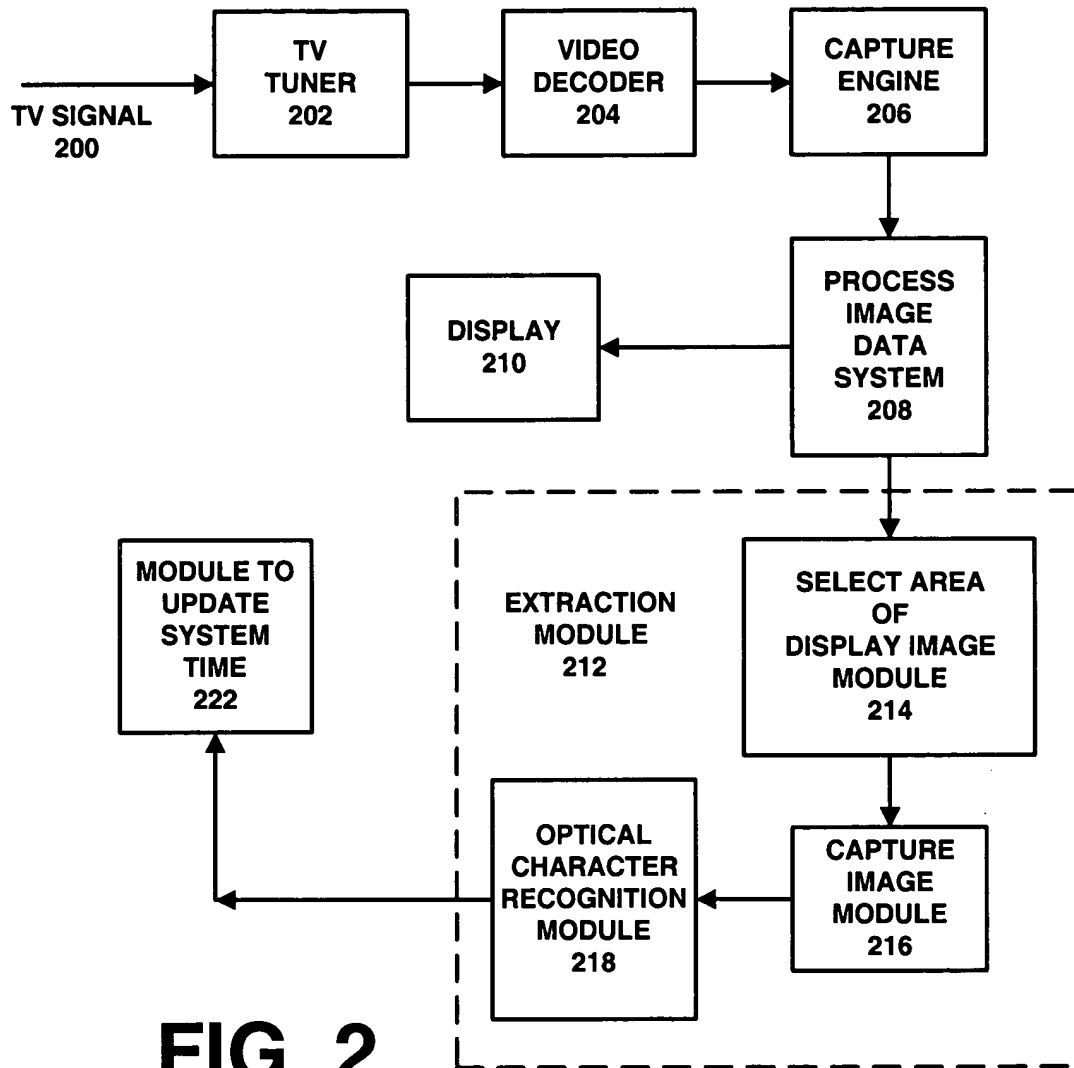 TV SIGNAL
200
TV
TUNER
202
VIDEO
DECODER
204
CAPTURE
ENGINE
206
PROCESS
IMAGE
DATA
SYSTEM
208
DISPLAY
210
EXTRACTION
MODULE
212
SELECT AREA
OF
DISPLAY IMAGE
MODULE
214
CAPTURE
IMAGE
MODULE
216
OPTICAL
CHARACTER
RECOGNITION
MODULE
218
MODULE TO
UPDATE
SYSTEM
TIME
222
FIG. 2